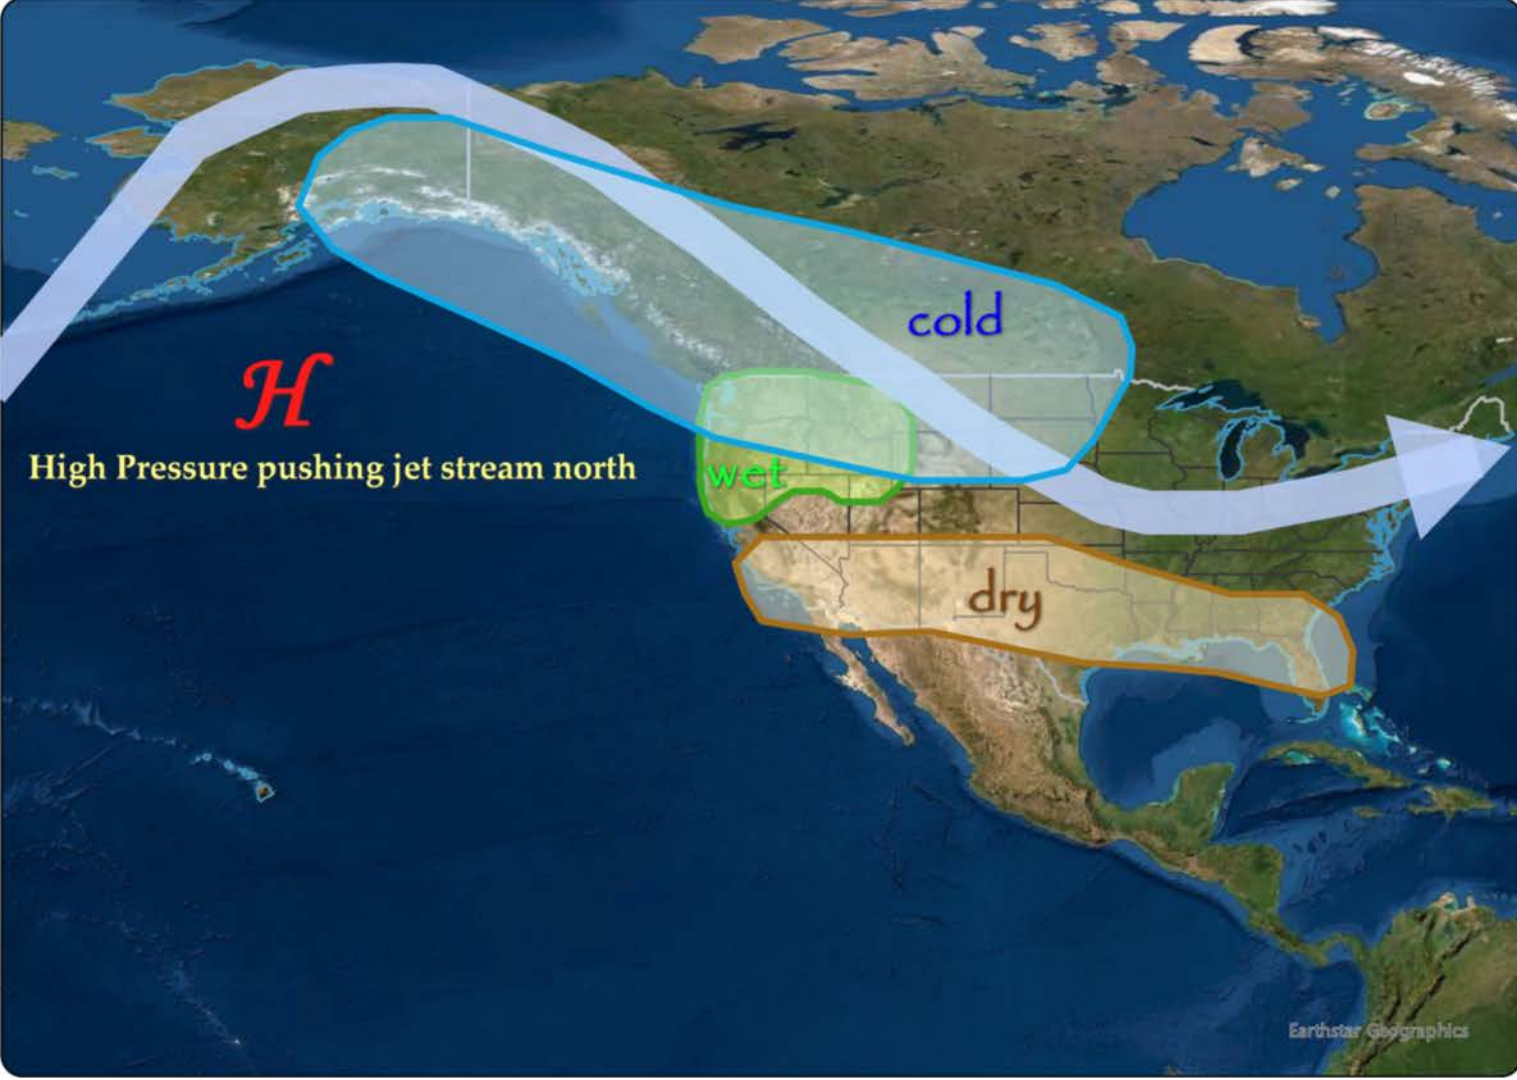 cold
H
High Pressure pushing jet stream north
wet
dry
Earthstar Geographics